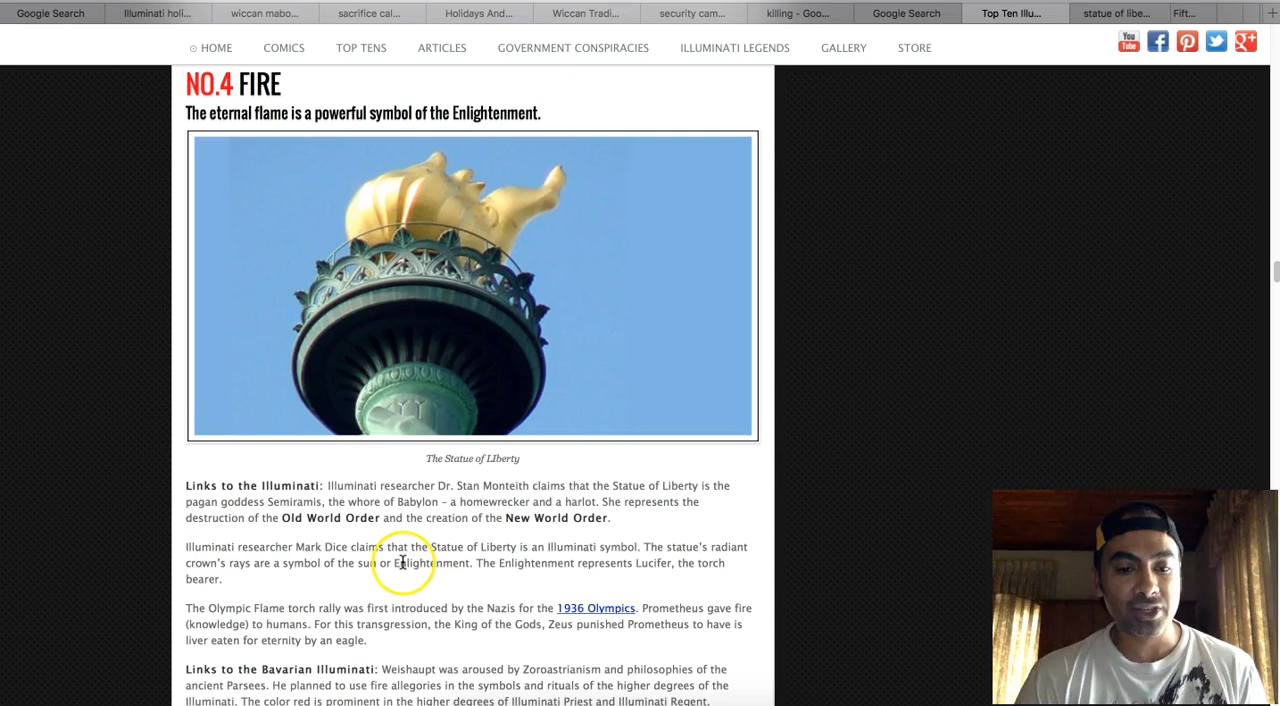 Google Search Illuminati holi... wiccan mabo... sacrifice cal... Holidays And... Wiccan Tradi... security cam... killing – Goo... Google Search Top Ten Illu... statue of libe... Fift...
HOME COMICS TOP TENS ARTICLES GOVERNMENT CONSPIRACIES ILLUMINATI LEGENDS GALLERY STORE You Tube
NO.4 FIRE
The eternal flame is a powerful symbol of the Enlightenment.
The Statue of LIberty
Links to the Illuminati: Illuminati researcher Dr. Stan Monteith claims that the Statue of Liberty is the
pagan goddess Semiramis, the whore of Babylon – a homewrecker and a harlot. She represents the
destruction of the Old World Order and the creation of the New World Order.
Illuminati researcher Mark Dice claims that the Statue of Liberty is an Illuminati symbol. The statue's radiant
crown's rays are a symbol of the sun or Enlightenment. The Enlightenment represents Lucifer, the torch
bearer.
The Olympic Flame torch rally was first introduced by the Nazis for the 1936 Olympics. Prometheus gave fire
(knowledge) to humans. For this transgression, the King of the Gods, Zeus punished Prometheus to have is
liver eaten for eternity by an eagle.
Links to the Bavarian Illuminati: Weishaupt was aroused by Zoroastrianism and philosophies of the
ancient Parsees. He planned to use fire allegories in the symbols and rituals of the higher degrees of the
Illuminati. The color red is prominent in the higher degrees of Illuminati Priest and Illuminati Regent.